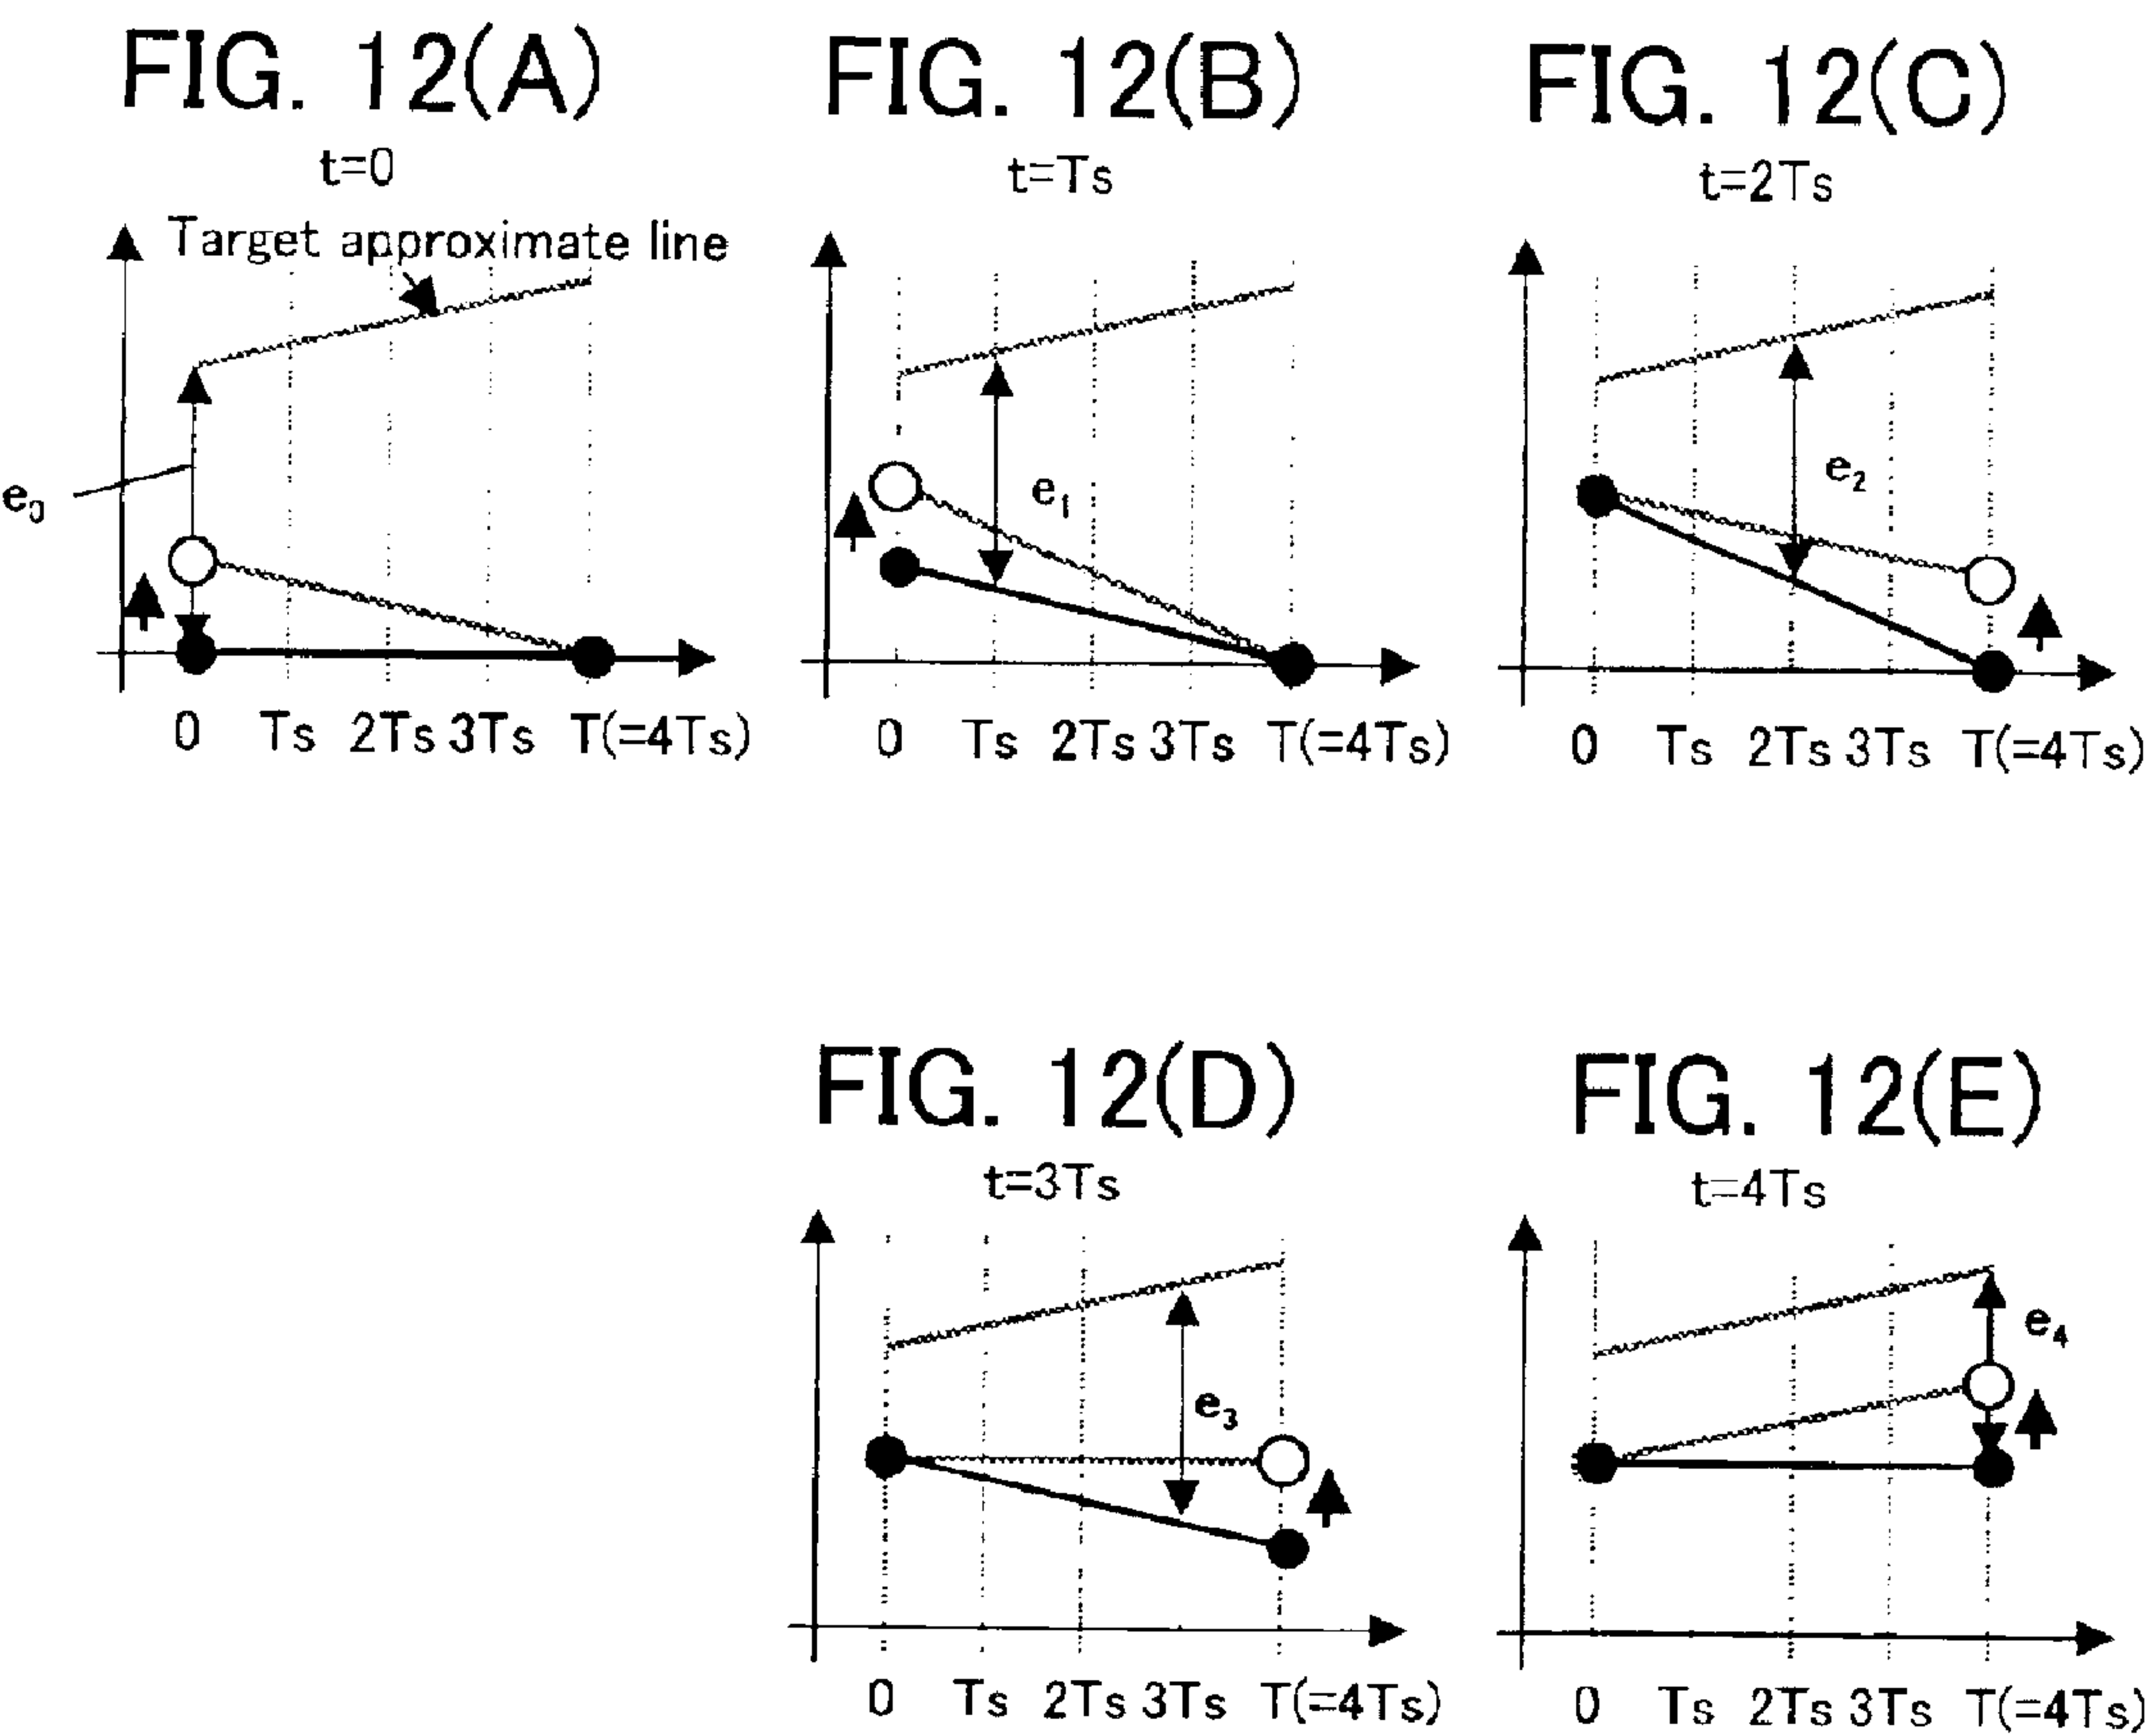 FIG. 12(A)
t=0
Target approximate line
e₀
0 Ts 2Ts 3Ts T(=4Ts)
FIG. 12(B)
t=Ts
e₁
0 Ts 2Ts 3Ts T(=4Ts)
FIG. 12(C)
t=2Ts
e₂
0 Ts 2Ts 3Ts T(=4Ts)
FIG. 12(D)
t=3Ts
e₃
0 Ts 2Ts 3Ts T(=4Ts)
FIG. 12(E)
t=4Ts
e₄
0 Ts 2Ts 3Ts T(=4Ts)